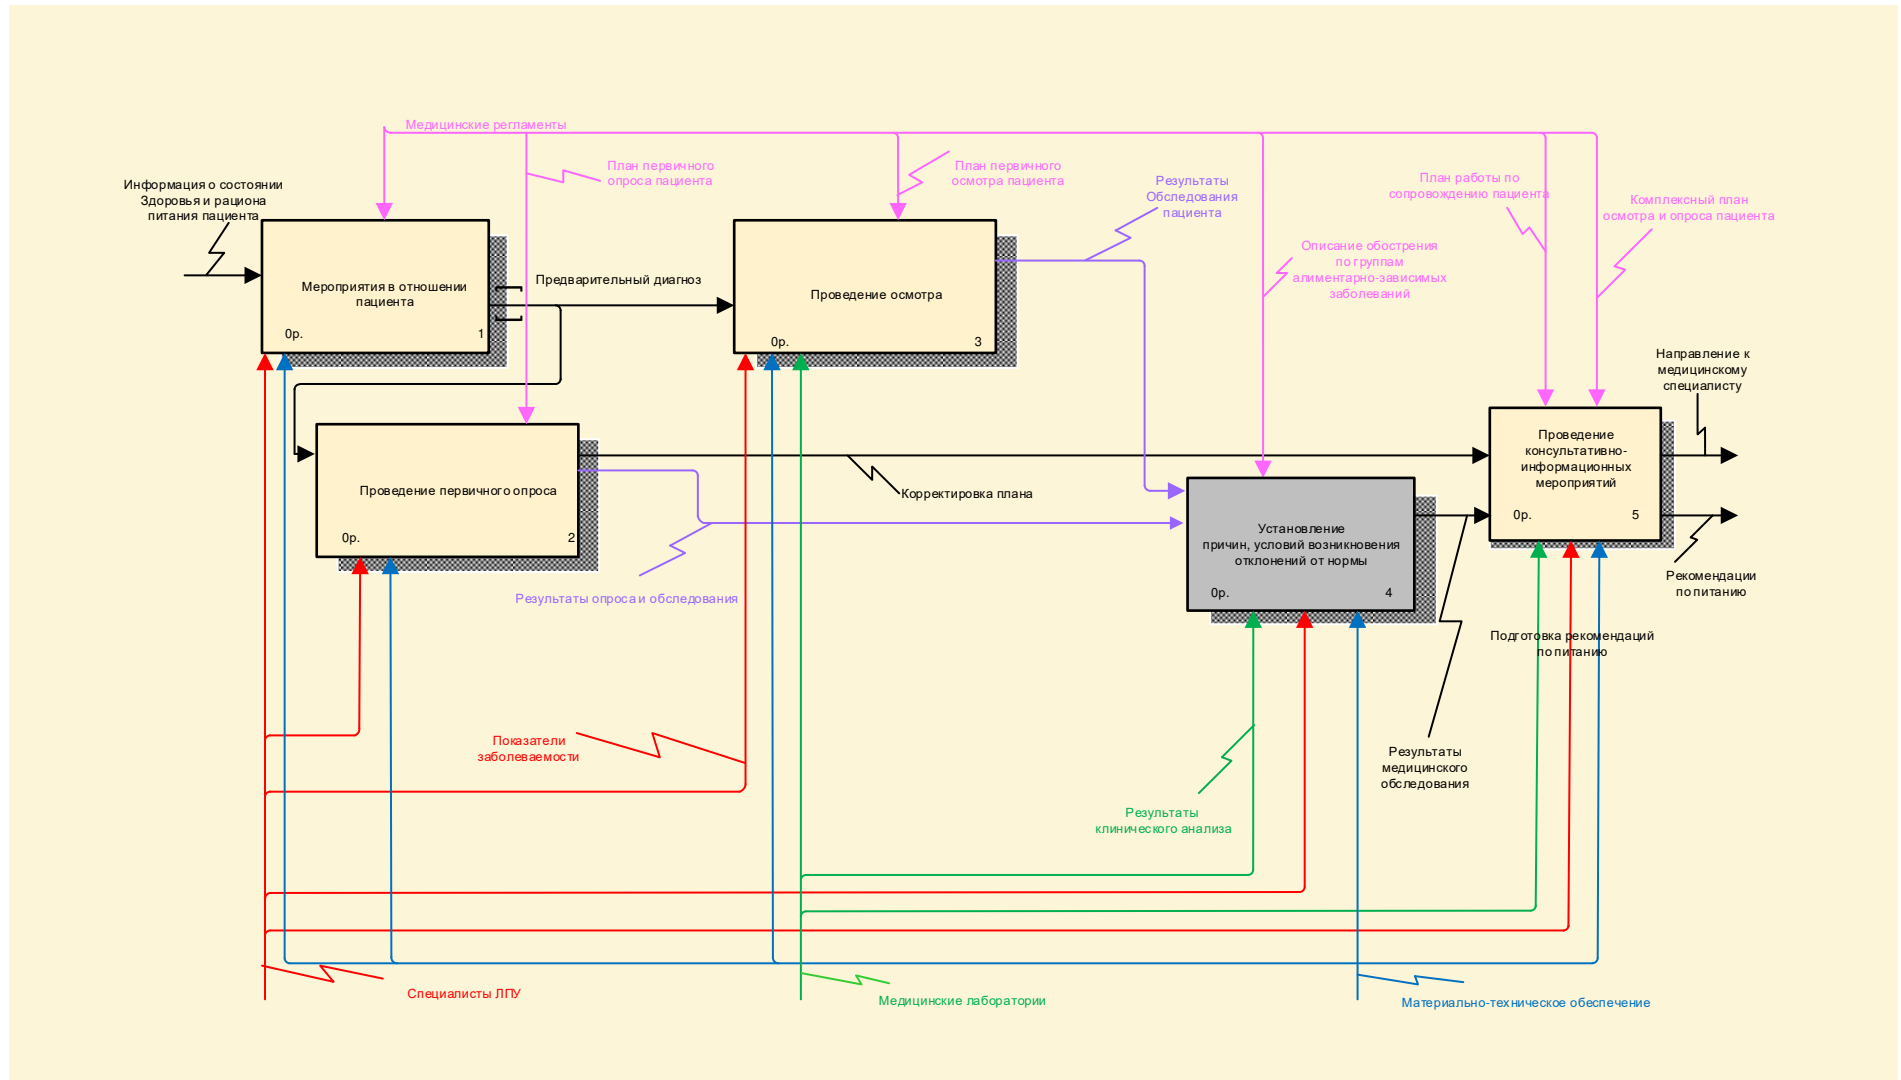 Медицинские регламенты
План первичного
опроса пациента
План первичного
осмотра пациента
Результаты
Обследования
пациента
План работы по
сопровождению пациента
Комплексный план
осмотра и опроса пациента
Информация о состоянии
Здоровья и рациона
питания пациента
Описание обострения
по группам
алиментарно-зависимых
заболеваний
Мероприятия в отношении
пациента
0р.
1
Предварительный диагноз
Проведение осмотра
0р.
3
Направление к
медицинскому
специалисту
Проведение первичного опроса
0р.
2
Корректировка плана
Проведение
консультативно-
информационных
мероприятий
0р.
5
Установление
причин, условий возникновения
отклонений от нормы
0р.
4
Рекомендации
по питанию
Результаты опроса и обследования
Подготовка рекомендаций
по питанию
Показатели
заболеваемости
Результаты
медицинского
обследования
Результаты
клинического анализа
Специалисты ЛПУ
Медицинские лаборатории
Материально-техническое обеспечение